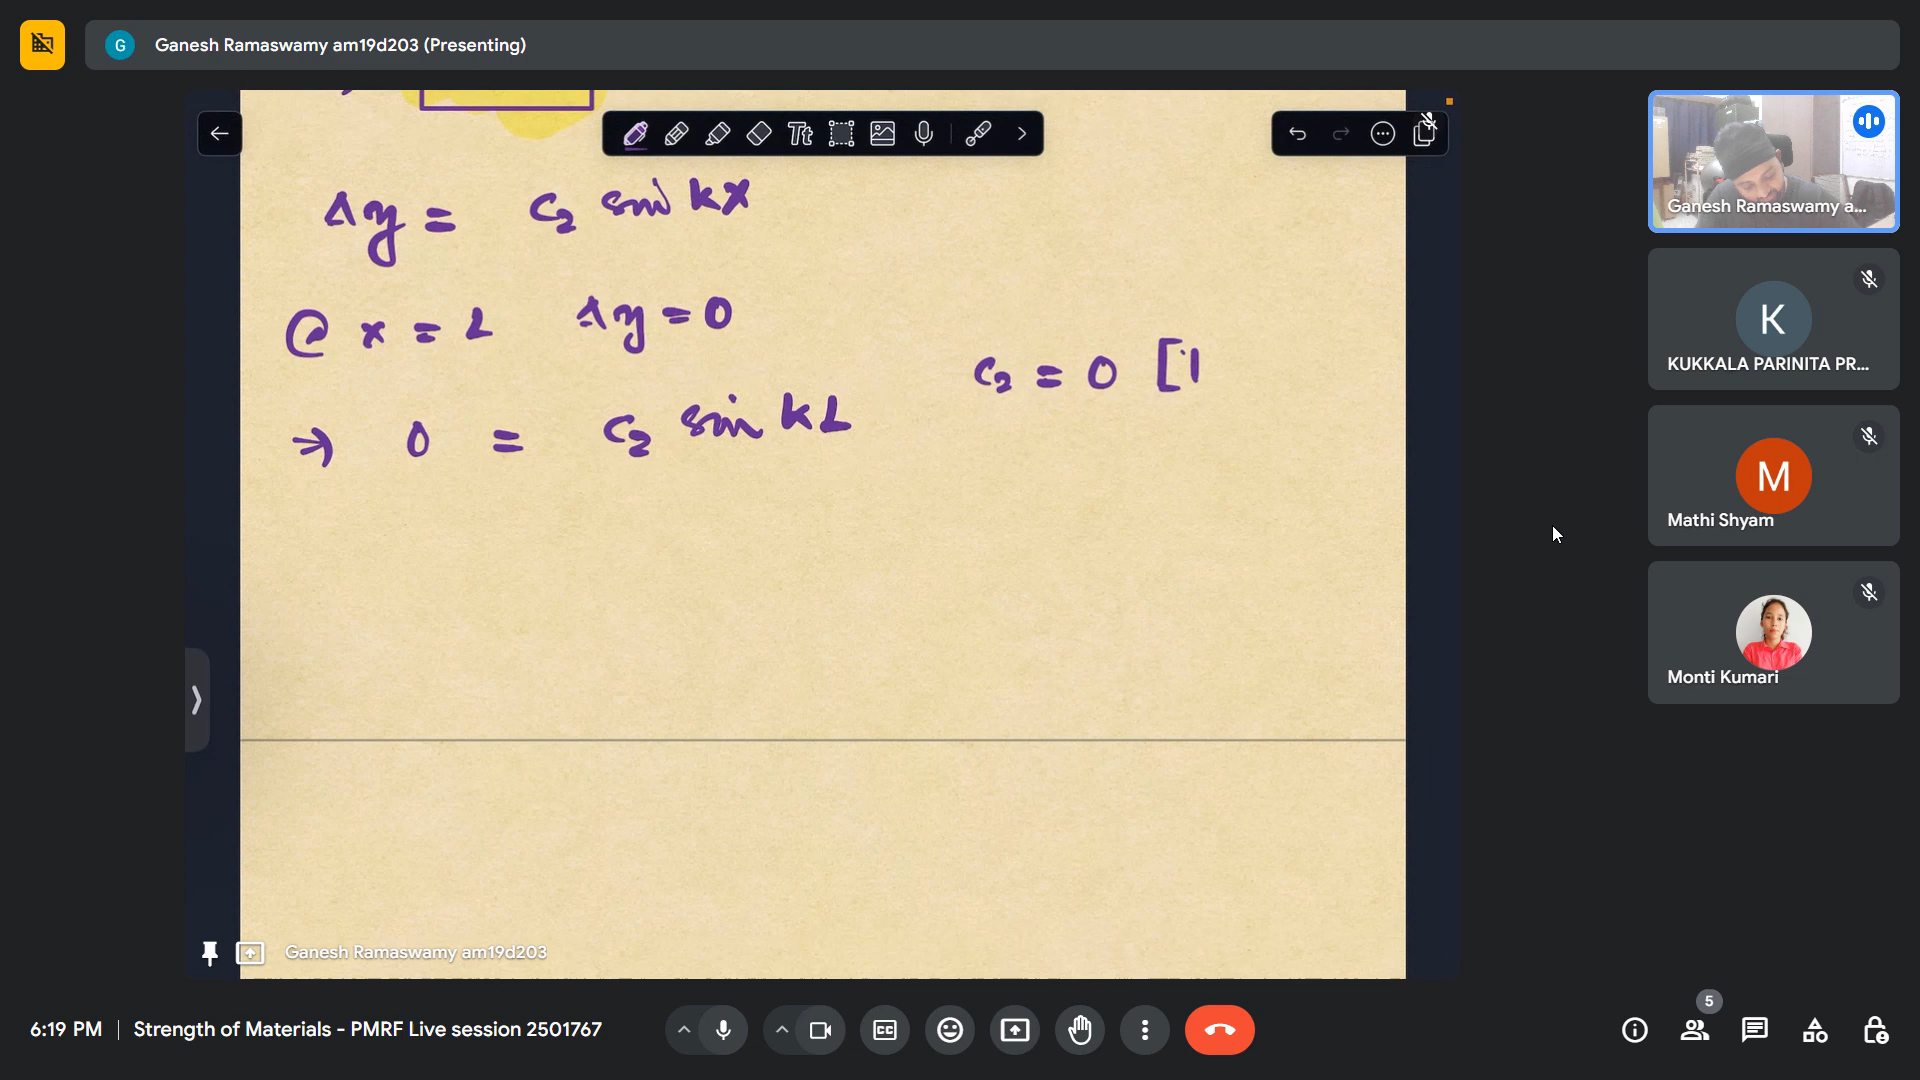 G Ganesh Ramaswamy am19d203 (Presenting)
Tt
Δy = C₂ sin kx
@ x = L Δy = 0
C₂ = 0 [
→ 0 = C₂ sin kL
Ganesh Ramaswamy a...
K
KUKKALA PARINITA PR...
M
Mathi Shyam
Monti Kumari
Ganesh Ramaswamy am19d203
5
6:19 PM | Strength of Materials - PMRF Live session 2501767
CC